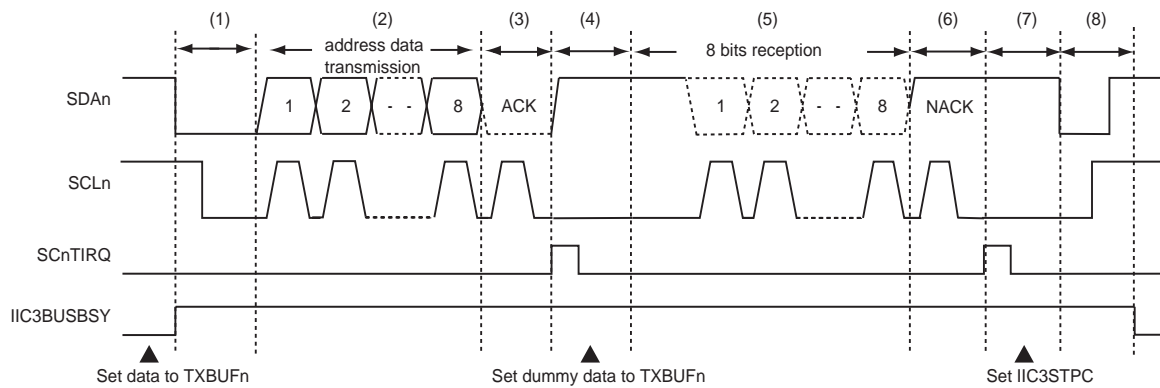 (1) (2) (3) (4) (5) (6) (7) (8)
address data
transmission
8 bits reception
SDAn 1 2 - - 8 ACK 1 2 - - 8 NACK
SCLn
SCnTIRQ
IIC3BUSBSY
Set data to TXBUFn Set dummy data to TXBUFn Set IIC3STPC